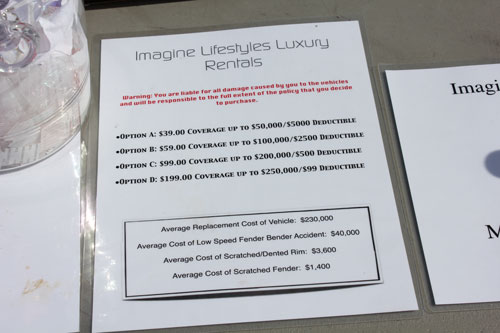 Imagine Lifestyles Luxury
Rentals
Warning: You are liable for all damage caused by you to the vehicles
and will be responsible to the full extent of the policy that you decide
to purchase.
•Option A: $39.00 Coverage up to $50,000/$5000 Deductible
•Option B: $59.00 Coverage up to $100,000/$2500 Deductible
•Option C: $99.00 Coverage up to $200,000/$500 Deductible
•Option D: $199.00 Coverage up to $250,000/$99 Deductible
Average Replacement Cost of Vehicle: $230,000
Average Cost of Low Speed Fender Bender Accident: $40,000
Average Cost of Scratched/Dented Rim: $3,600
Average Cost of Scratched Fender: $1,400
Imagi
M